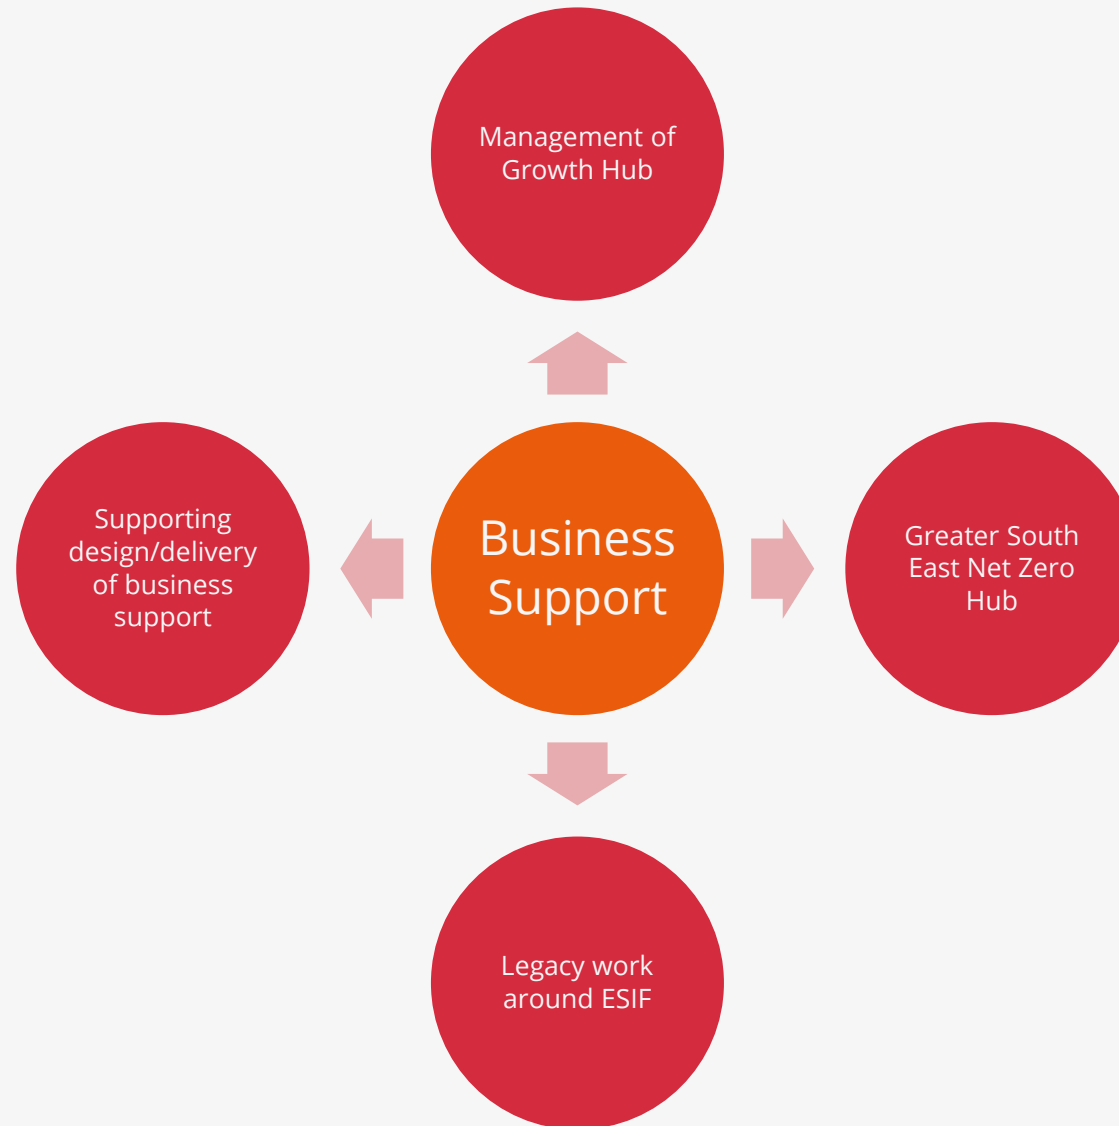 Management of
Growth Hub
Supporting
design/delivery
of business
support
Business
Support
Greater South
East Net Zero
Hub
Legacy work
around ESIF